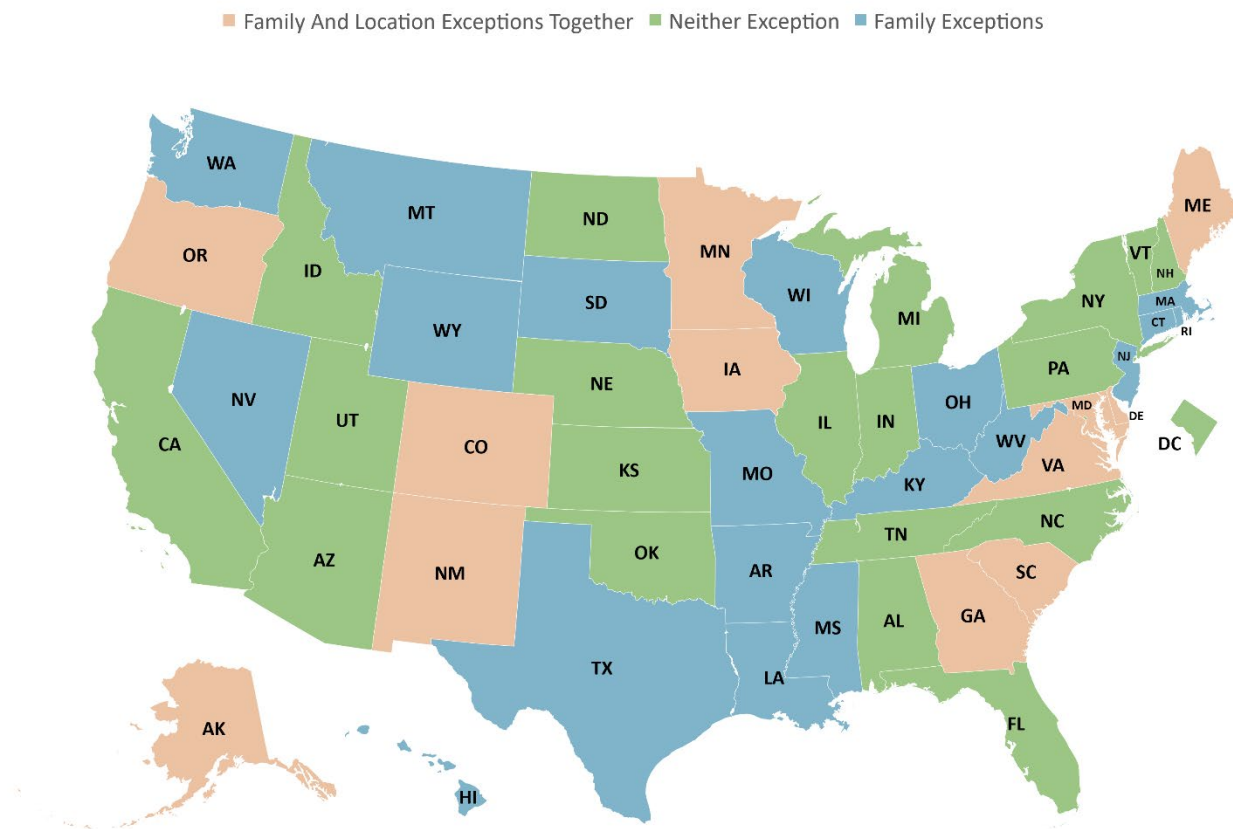 Family And Location Exceptions Together Neither Exception Family Exceptions
WA
MT
ND
MN
ME
OR
ID
SD
WI
VT
NH
WY
MI
NY
MA
CT
RI
NE
IA
PA
NJ
NV
UT
IL
IN
OH
MD
DE
CA
CO
KS
MO
WV
VA
DC
KY
AZ
NM
OK
TN
NC
AR
SC
MS
AL
GA
TX
LA
FL
AK
HI